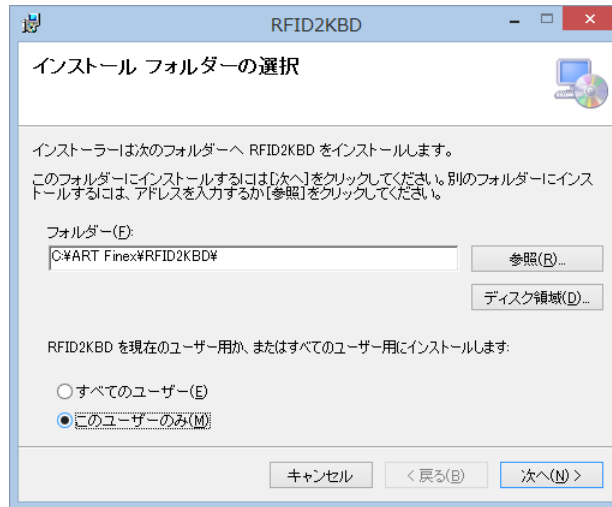 RFID2KBD
インストール フォルダーの選択
インストーラーは次のフォルダーへ RFID2KBD をインストールします。
このフォルダーにインストールするには[次へ]をクリックしてください。別のフォルダーにインス
トールするには、アドレスを入力するか[参照]をクリックしてください。
フォルダー(F):
C:¥ART Finex¥RFID2KBD¥
参照(R)...
ディスク領域(D)...
RFID2KBD を現在のユーザー用か、またはすべてのユーザー用にインストールします:
すべてのユーザー(E)
このユーザーのみ(M)
キャンセル
< 戻る(B)
次へ(N) >